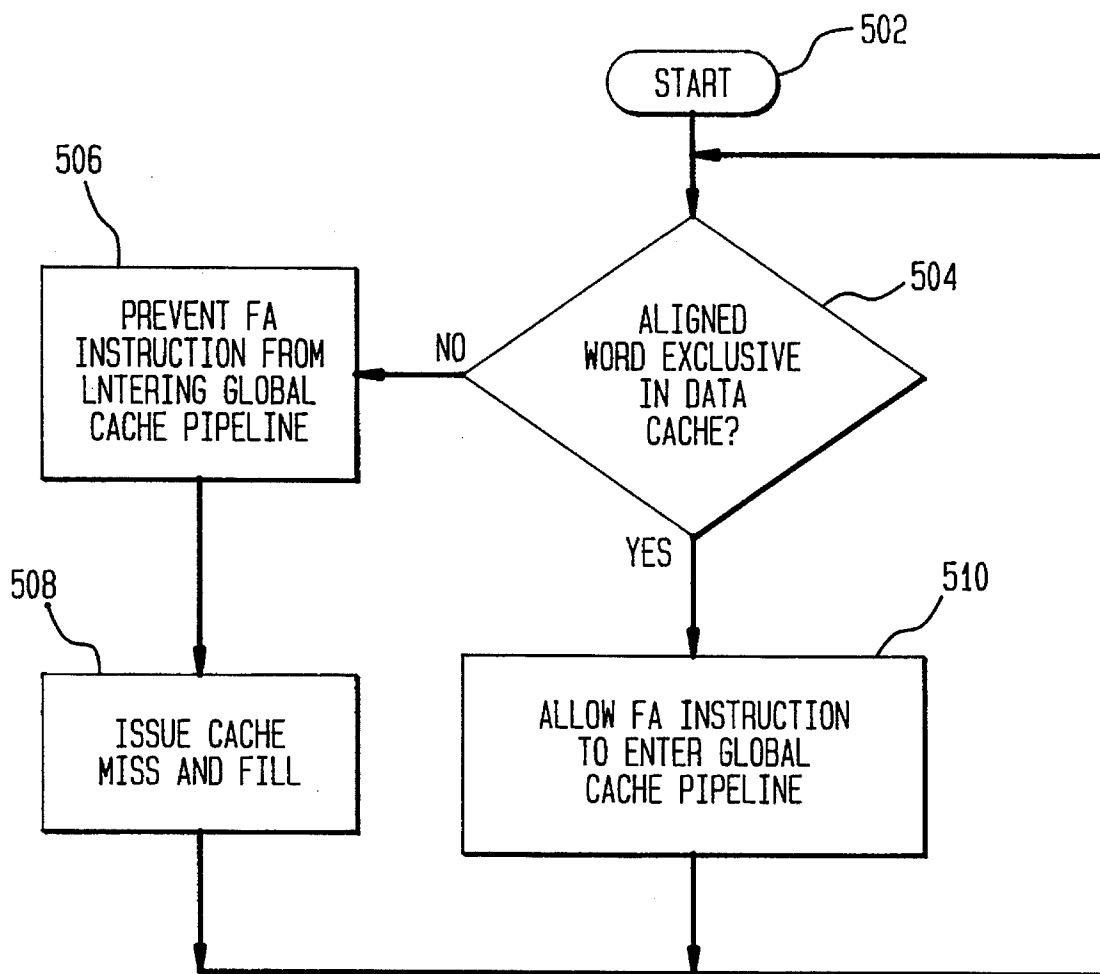 502
START
506
504
PREVENT FA
INSTRUCTION FROM
LNTERING GLOBAL
CACHE PIPELINE
NO
ALIGNED
WORD EXCLUSIVE
IN DATA
CACHE?
YES
508
510
ISSUE CACHE
MISS AND FILL
ALLOW FA INSTRUCTION
TO ENTER GLOBAL
CACHE PIPELINE